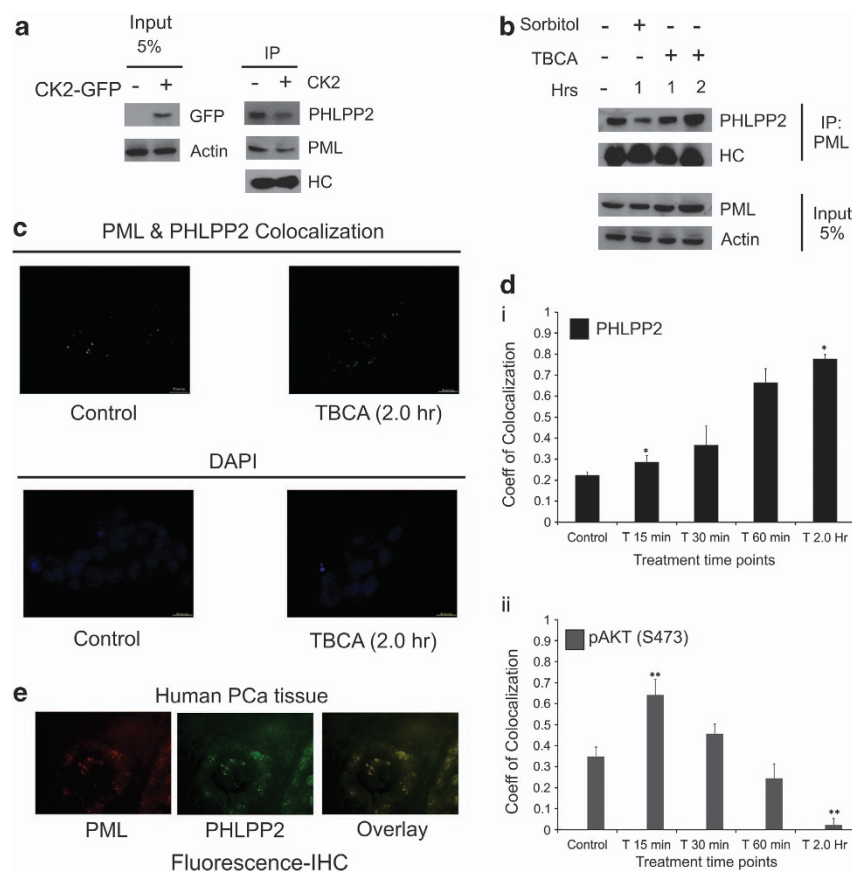 a
Input
5%
IP
CK2-GFP - +
- + CK2
GFP
PHLPP2
Actin
PML
HC
b
Sorbitol - +
TBCA + +
Hrs - 1 1 2
PHLPP2
HC
IP:
PML
PML
Actin
Input
5%
c
PML & PHLPP2 Colocalization
Control
TBCA (2.0 hr)
DAPI
Control
TBCA (2.0 hr)
d
i
PHLPP2
Coeff of Colocalization
1
0.9
0.8
0.7
0.6
0.5
0.4
0.3
0.2
0.1
0
*
*
Control T 15 min T 30 min T 60 min T 2.0 Hr
Treatment time points
ii
pAKT (S473)
Coeff of Colocalization
1
0.9
0.8
0.7
0.6
0.5
0.4
0.3
0.2
0.1
0
**
**
Control T 15 min T 30 min T 60 min T 2.0 Hr
Treatment time points
e
Human PCa tissue
PML
PHLPP2
Overlay
Fluorescence-IHC